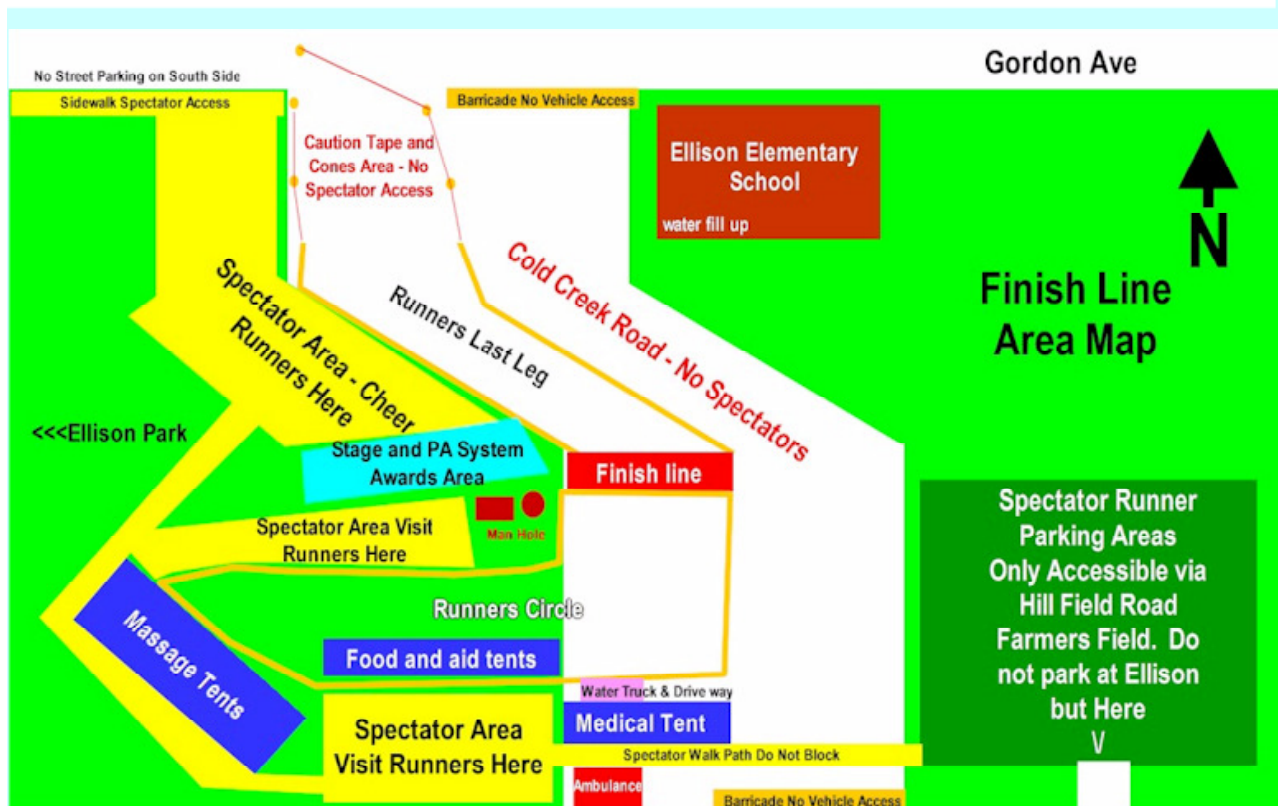 Gordon Ave
No Street Parking on South Side
Sidewalk Spectator Access
Barricade No Vehicle Access
Caution Tape and
Cones Area - No
Spectator Access
Ellison Elementary
School
water fill up
N
Finish Line
Area Map
Spectator Area - Cheer
Runners Here
Runners Last Leg
Cold Creek Road - No Spectators
<<<Ellison Park
Stage and PA System
Awards Area
Finish line
Spectator Area Visit
Runners Here
Man Hole
Spectator Runner
Parking Areas
Only Accessible via
Hill Field Road
Farmers Field. Do
not park at Ellison
but Here
V
Runners Circle
Massage Tents
Food and aid tents
Water Truck & Drive way
Medical Tent
Spectator Area
Visit Runners Here
Spectator Walk Path Do Not Block
Ambulance
Barricade No Vehicle Access